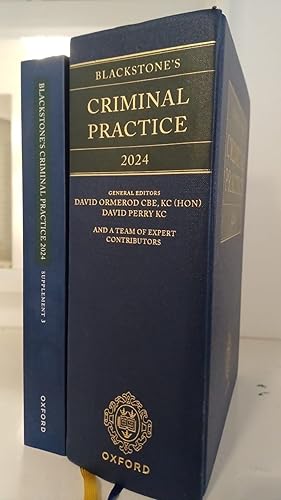 BLACKSTONE'S CRIMINAL PRACTICE 2024
SUPPLEMENT 3
OXFORD
BLACKSTONE'S
CRIMINAL
PRACTICE
2024
GENERAL EDITORS
DAVID ORMEROD CBE, KC (HON)
DAVID PERRY KC
AND A TEAM OF EXPERT
CONTRIBUTORS
OXFORD